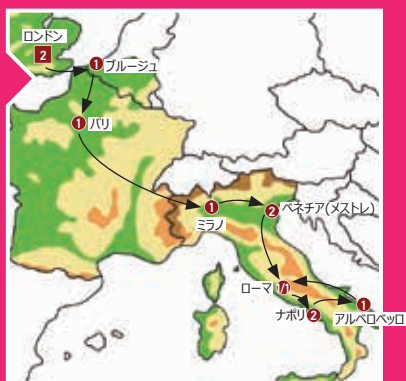 ロンドン
2
1 ブルージュ
1 パリ
1
ミラノ
2 ベネチア(メストレ)
ローマ 1/1
ナポリ 2
1
アルベロベッロ